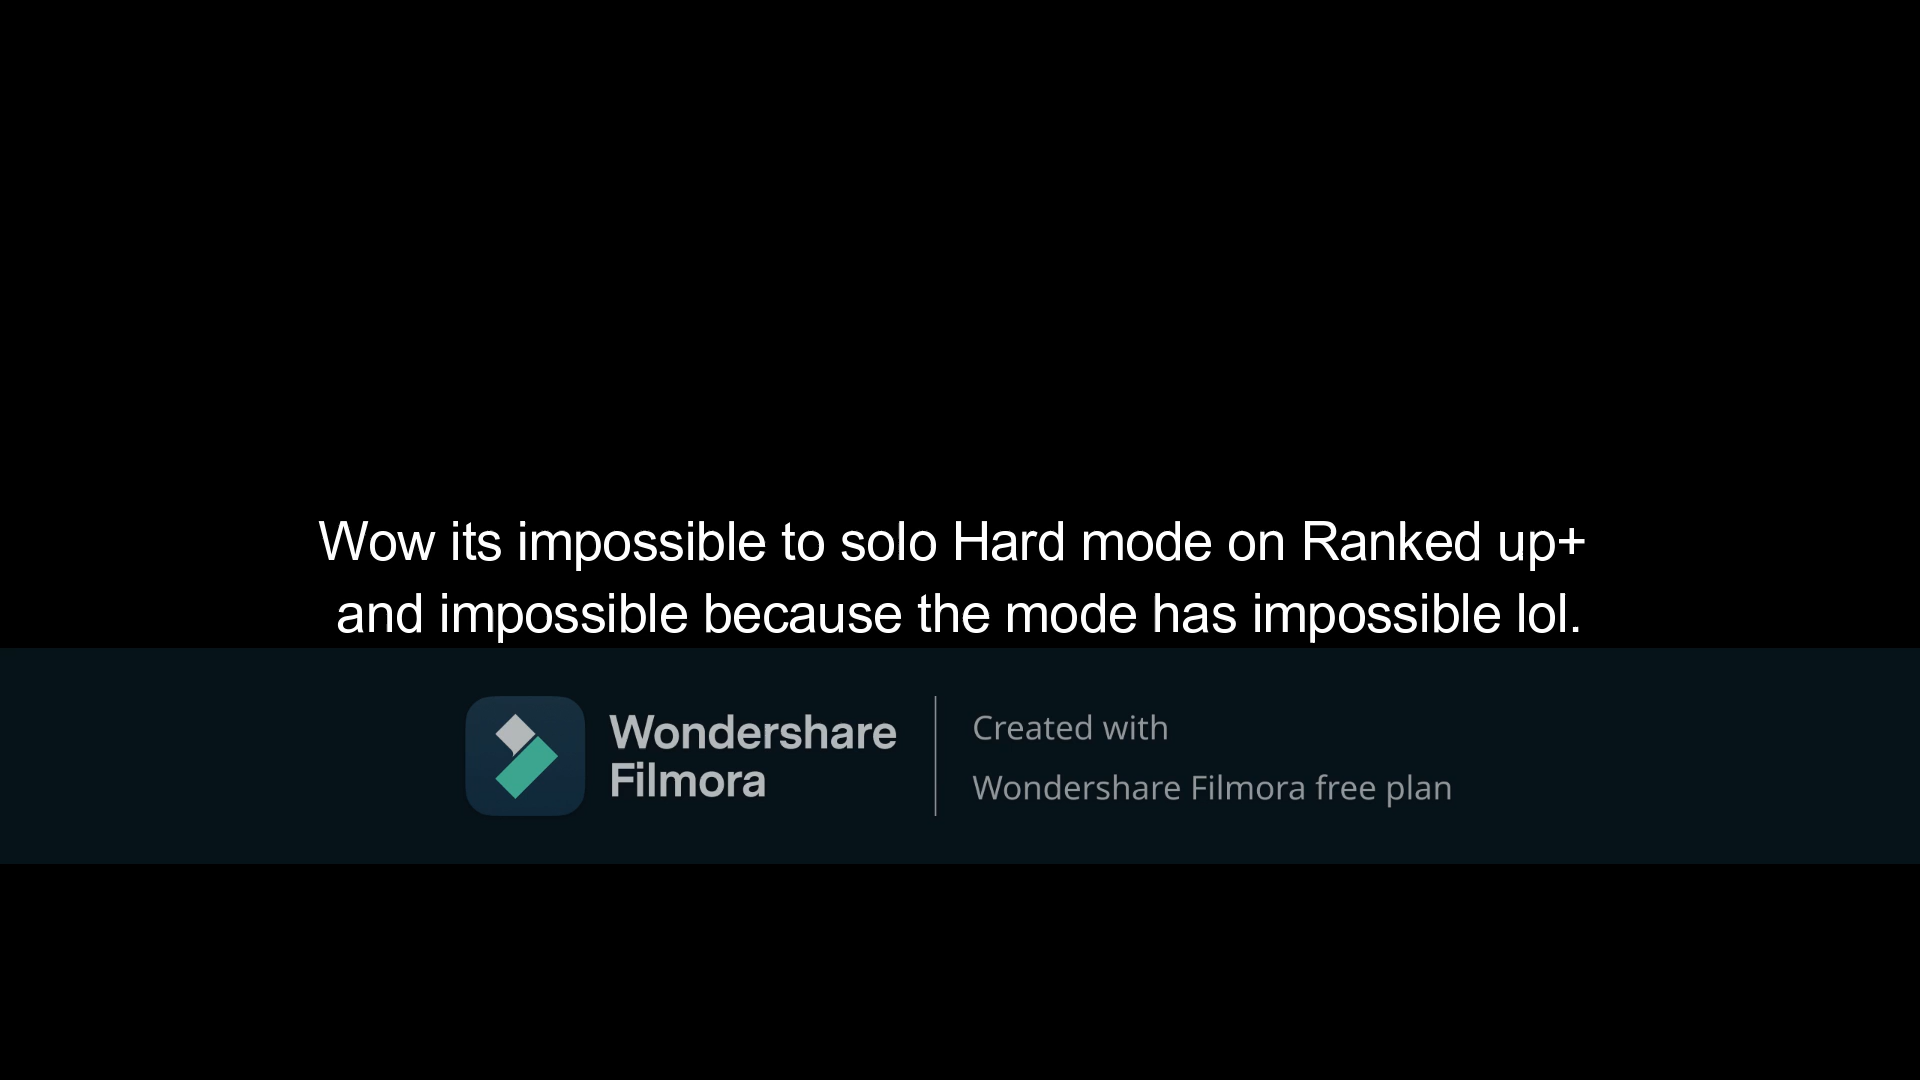 Wow its impossible to solo Hard mode on Ranked up+
and impossible because the mode has impossible lol.
Wondershare
Filmora
Created with
Wondershare Filmora free plan